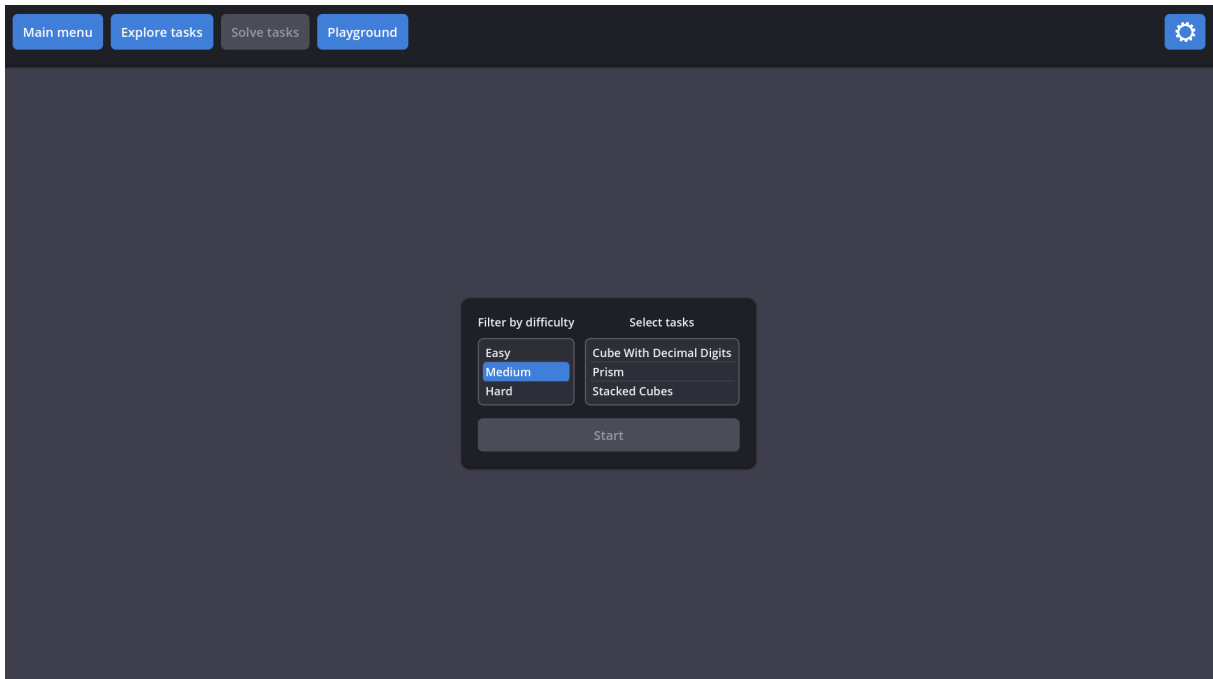 Main menu
Explore tasks
Solve tasks
Playground
Filter by difficulty
Select tasks
Easy
Medium
Hard
Cube With Decimal Digits
Prism
Stacked Cubes
Start